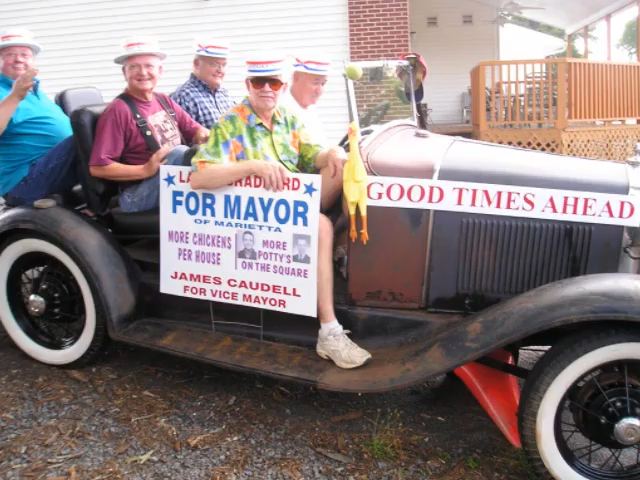 FOR MAYOR
OF MARIETTA
MORE CHICKENS
PER HOUSE
MORE
POTTY'S
ON THE SQUARE
JAMES CAUDELL
FOR VICE MAYOR
GOOD TIMES AHEAD